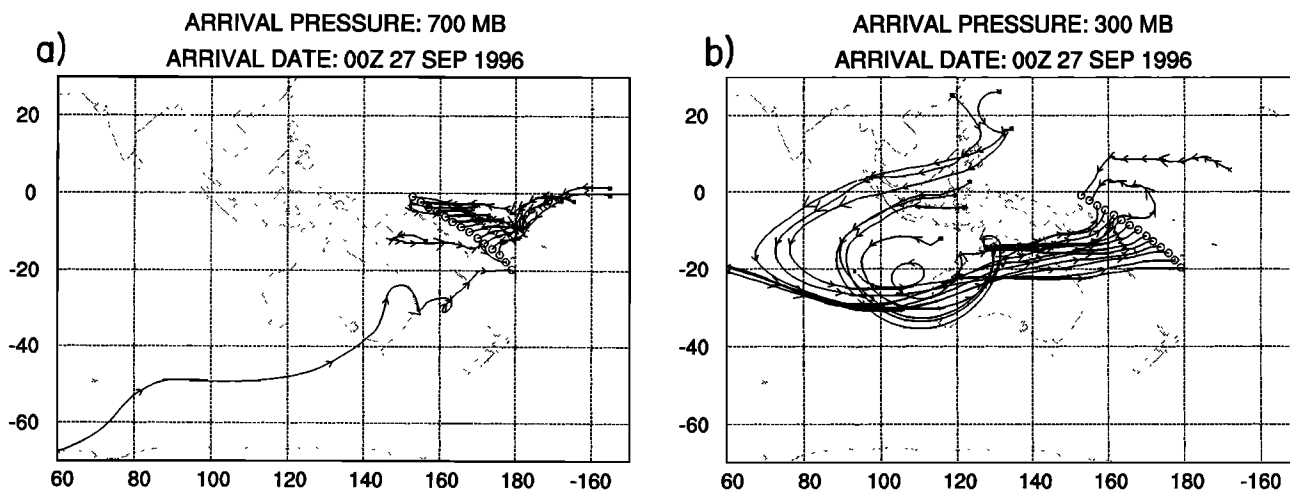 ARRIVAL PRESSURE: 700 MB
a)
ARRIVAL DATE: 00Z 27 SEP 1996
20
0
-20
-40
-60
60 80 100 120 140 160 180 -160
ARRIVAL PRESSURE: 300 MB
b)
ARRIVAL DATE: 00Z 27 SEP 1996
20
0
-20
-40
-60
60 80 100 120 140 160 180 -160